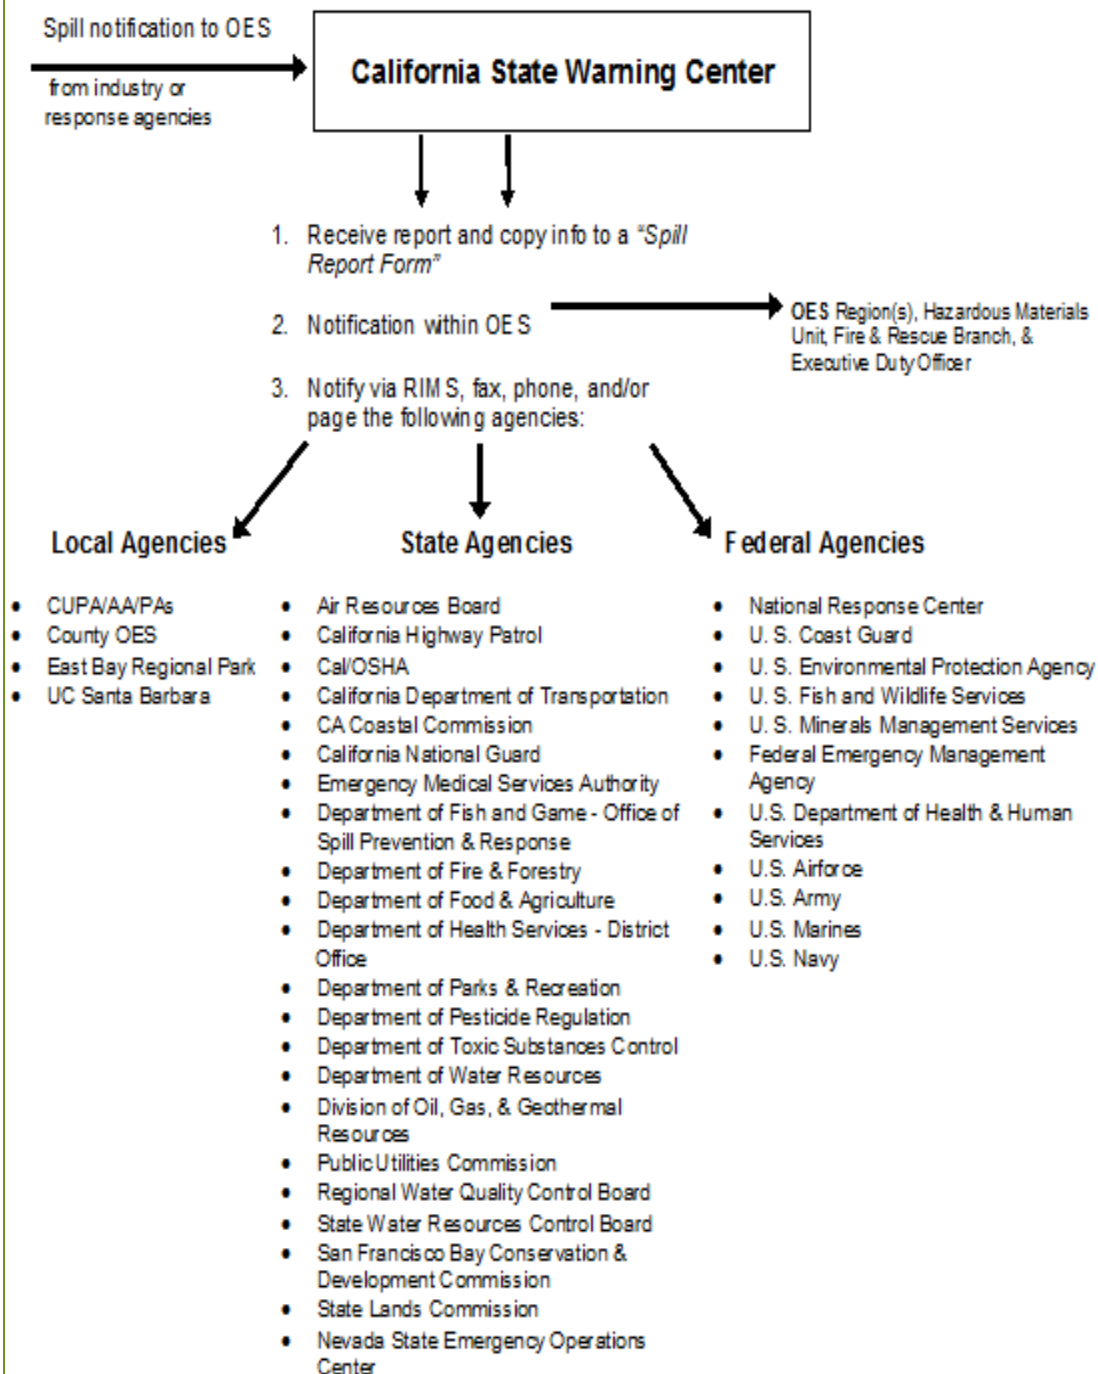 Spill notification to OES
from industry or
response agencies
California State Warning Center
1. Receive report and copy info to a “Spill
Report Form”
2. Notification within OES
OES Region(s), Hazardous Materials
Unit, Fire & Rescue Branch, &
Executive Duty Officer
3. Notify via RIMS, fax, phone, and/or
page the following agencies:
Local Agencies
• CUPA/AA/PAs
• County OES
• East Bay Regional Park
• UC Santa Barbara
State Agencies
• Air Resources Board
• California Highway Patrol
• Cal/OSHA
• California Department of Transportation
• CA Coastal Commission
• California National Guard
• Emergency Medical Services Authority
• Department of Fish and Game - Office of
Spill Prevention & Response
• Department of Fire & Forestry
• Department of Food & Agriculture
• Department of Health Services - District
Office
• Department of Parks & Recreation
• Department of Pesticide Regulation
• Department of Toxic Substances Control
• Department of Water Resources
• Division of Oil, Gas, & Geothermal
Resources
• Public Utilities Commission
• Regional Water Quality Control Board
• State Water Resources Control Board
• San Francisco Bay Conservation &
Development Commission
• State Lands Commission
• Nevada State Emergency Operations
Center
Federal Agencies
• National Response Center
• U. S. Coast Guard
• U. S. Environmental Protection Agency
• U. S. Fish and Wildlife Services
• U. S. Minerals Management Services
• Federal Emergency Management
Agency
• U.S. Department of Health & Human
Services
• U.S. Airforce
• U.S. Army
• U.S. Marines
• U.S. Navy